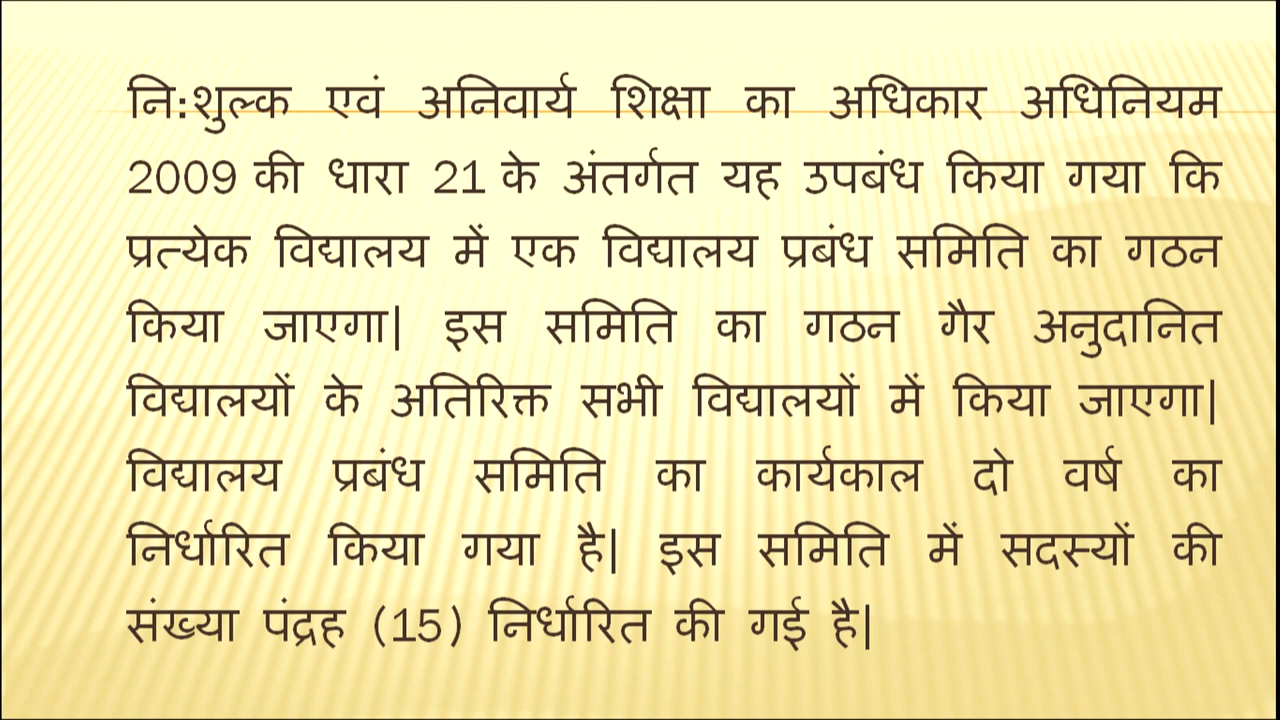 नि:शुल्क एवं अनिवार्य शिक्षा का अधिकार अधिनियम
2009 की धारा 21 के अंतर्गत यह उपबंध किया गया कि
प्रत्येक विद्यालय में एक विद्यालय प्रबंध समिति का गठन
किया जाएगा| इस समिति का गठन गैर अनुदानित
विद्यालयों के अतिरिक्त सभी विद्यालयों में किया जाएगा|
विद्यालय प्रबंध समिति का कार्यकाल दो वर्ष का
निर्धारित किया गया है| इस समिति में सदस्यों की
संख्या पंद्रह (15) निर्धारित की गई है|